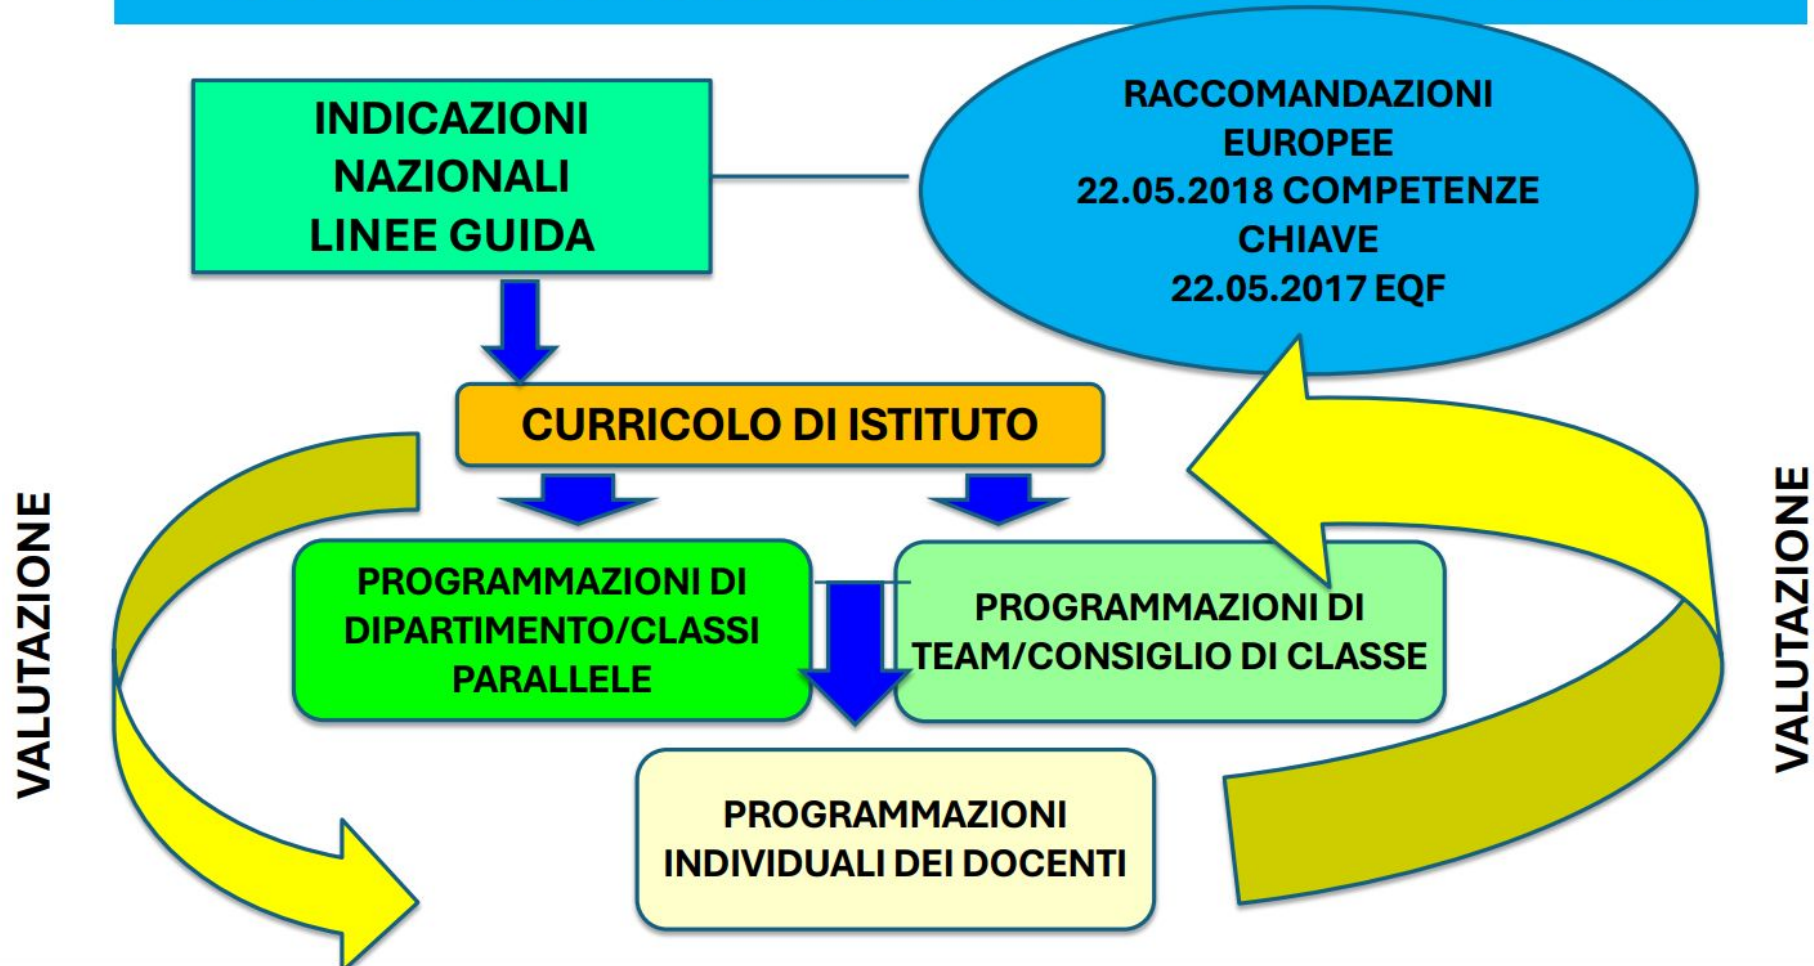 INDICAZIONI
NAZIONALI
LINEE GUIDA
RACCOMANDAZIONI
EUROPEE
22.05.2018 COMPETENZE
CHIAVE
22.05.2017 EQF
CURRICOLO DI ISTITUTO
VALUTAZIONE
PROGRAMMAZIONI DI
DIPARTIMENTO/CLASSI
PARALLELE
PROGRAMMAZIONI DI
TEAM/CONSIGLIO DI CLASSE
VALUTAZIONE
PROGRAMMAZIONI
INDIVIDUALI DEI DOCENTI